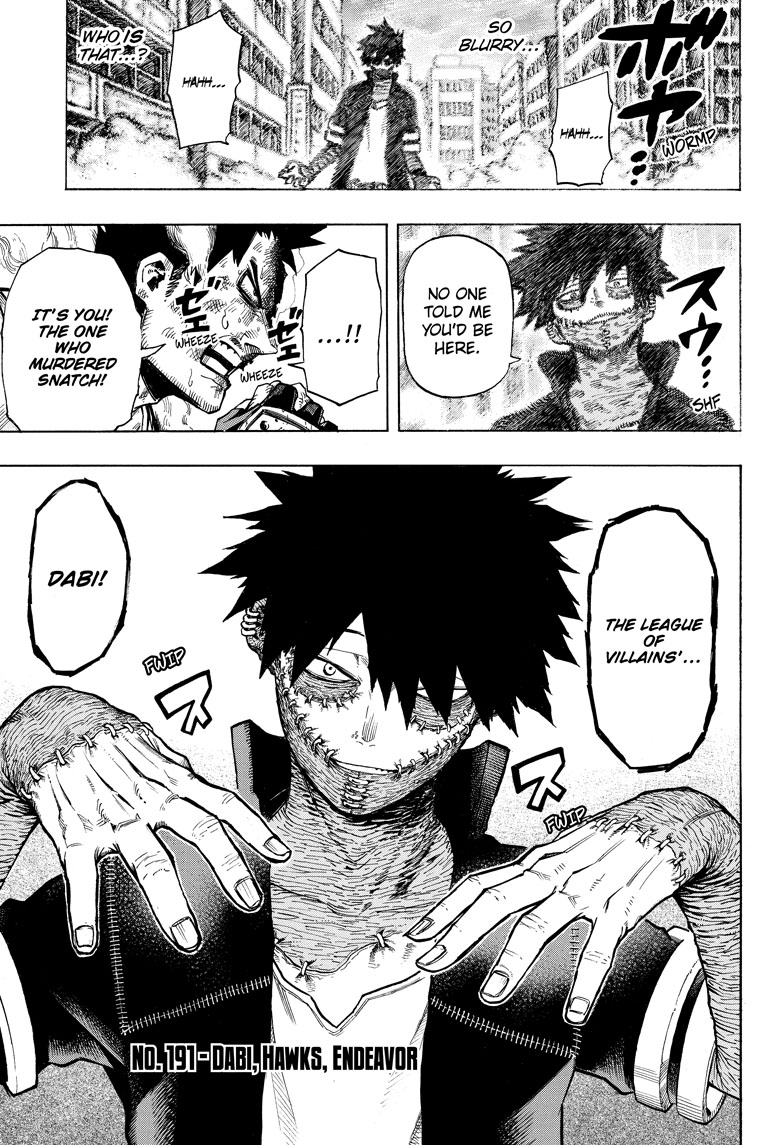 SO
BLURRY...
ボヤ…
WORMP
HAHH...
WHO IS
THAT...?
HAHH...
スゥ…
SHF
NO ONE
TOLD ME
YOU'D BE
HERE.
...!!
ゼェ
WHEEZE
ゼェ
WHEEZE
IT'S YOU!
THE ONE
WHO
MURDERED
SNATCH!
THE LEAGUE
OF
VILLAINS'...
DABI!
FWIP
ス
ス
FWIP
No. 191 - DABI, HAWKS, ENDEAVOR